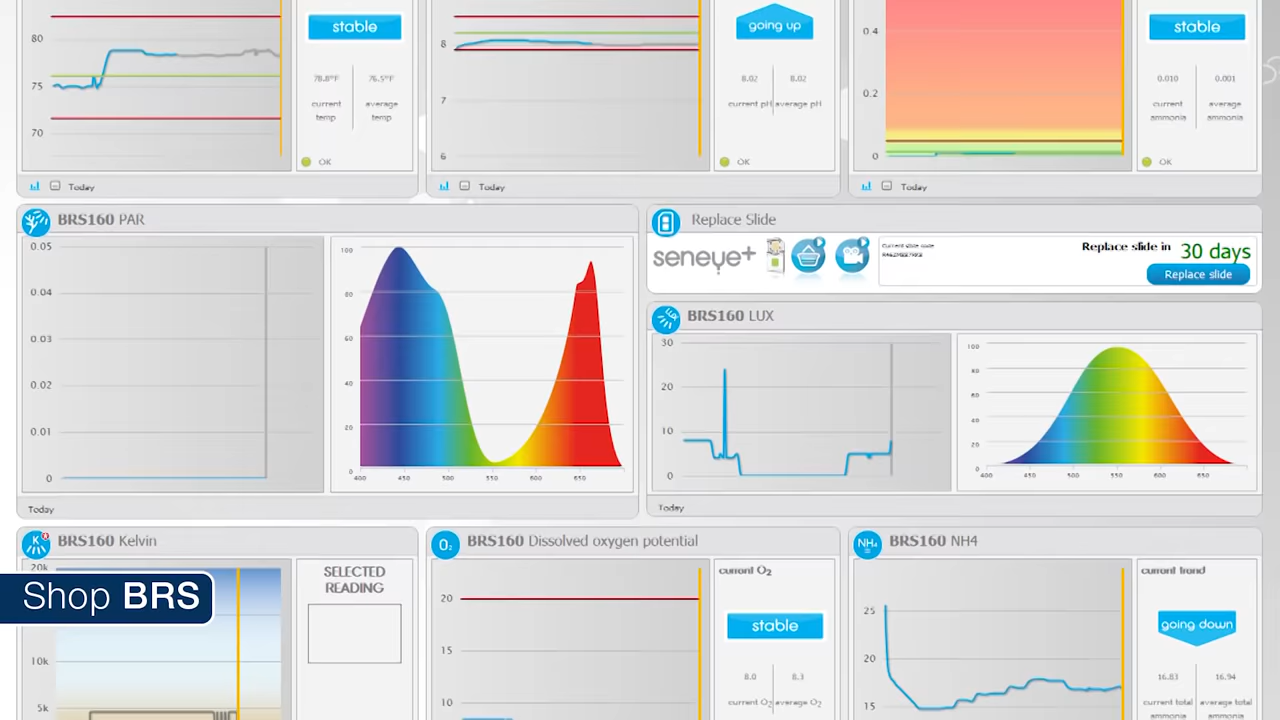 80
75
70
stable
78.8°F 76.5°F
current average
temp temp
OK
Today
8
7
6
going up
8.02 8.02
current pH average pH
OK
Today
0.4
0.2
0
stable
0.010 0.001
current average
ammonia ammonia
OK
Today
BRS160 PAR
0.05
0.04
0.03
0.02
0.01
0
100
80
60
40
20
0
400 450 500 550 600 650
Today
Replace Slide
seneye+
Current slide code
Replace slide in 30 days
Replace slide
LUX
BRS160 LUX
30
20
10
0
100
80
60
40
20
0
400 450 500 550 600 650
Today
K
BRS160 Kelvin
20k
10k
5k
SELECTED
READING
Shop BRS
O₂
BRS160 Dissolved oxygen potential
20
15
10
current O₂
stable
8.0 8.3
current O₂ average O₂
NH₄
BRS160 NH4
25
20
15
current trend
going down
16.83 16.94
current total average total
ammonia ammonia